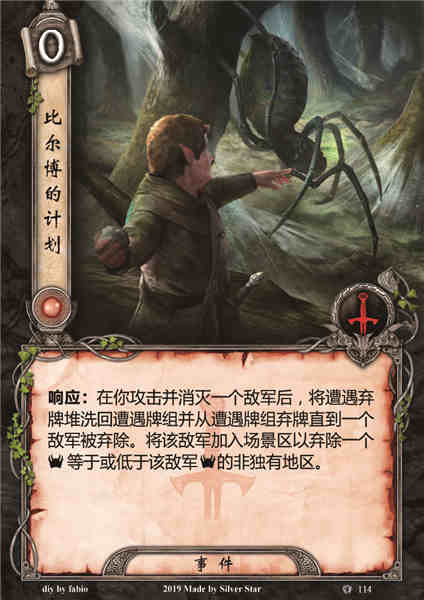 0
比尔博的计划
响应：在你攻击并消灭一个敌军后，将遭遇弃
牌堆洗回遭遇牌组并从遭遇牌组弃牌直到一个
敌军被弃除。将该敌军加入场景区以弃除一个
等于或低于该敌军的非独有地区。
事件
diy by fabio
2019 Made by Silver Star
114